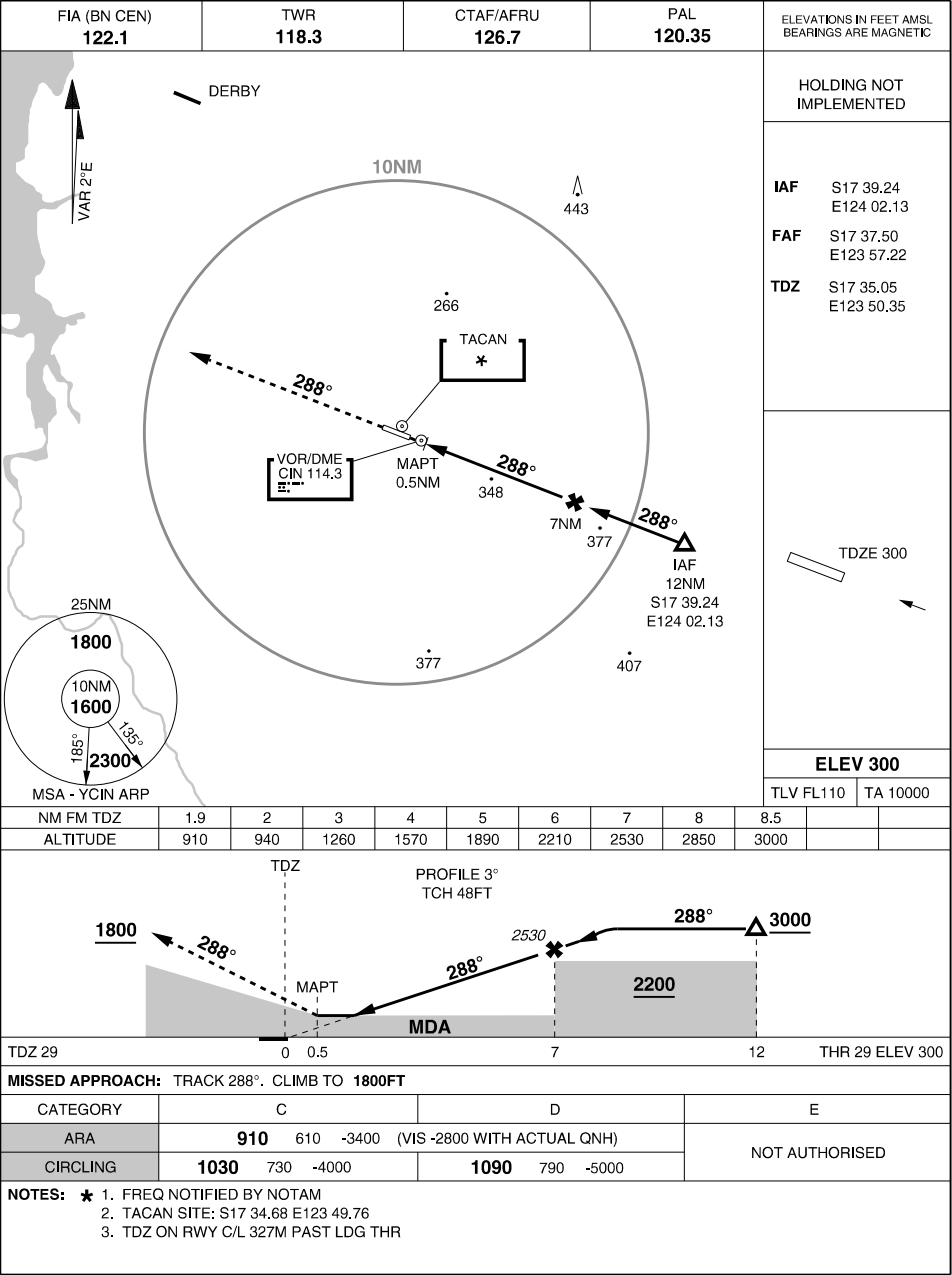 FIA (BN CEN)
122.1
TWR
118.3
CTAF/AFRU
126.7
PAL
120.35
ELEVATIONS IN FEET AMSL
BEARINGS ARE MAGNETIC
DERBY
VAR 2°E
10NM
443
266
TACAN
*
288°
VOR/DME
CIN 114.3
MAPT
0.5NM
288°
348
7NM
377
288°
IAF
12NM
S17 39.24
E124 02.13
377
407
25NM
1800
10NM
1600
185°
135°
2300
MSA - YCIN ARP
HOLDING NOT
IMPLEMENTED
IAF S17 39.24
E124 02.13
FAF S17 37.50
E123 57.22
TDZ S17 35.05
E123 50.35
TDZE 300
ELEV 300
TLV FL110 TA 10000
NM FM TDZ 1.9 2 3 4 5 6 7 8 8.5
ALTITUDE 910 940 1260 1570 1890 2210 2530 2850 3000
TDZ
PROFILE 3°
TCH 48FT
1800
288°
MAPT
288°
2530
288°
3000
2200
MDA
TDZ 29 0 0.5 7 12 THR 29 ELEV 300
MISSED APPROACH: TRACK 288°. CLIMB TO 1800FT
CATEGORY C D E
ARA 910 610 -3400 (VIS -2800 WITH ACTUAL QNH)
NOT AUTHORISED
CIRCLING 1030 730 -4000 1090 790 -5000
NOTES: * 1. FREQ NOTIFIED BY NOTAM
2. TACAN SITE: S17 34.68 E123 49.76
3. TDZ ON RWY C/L 327M PAST LDG THR